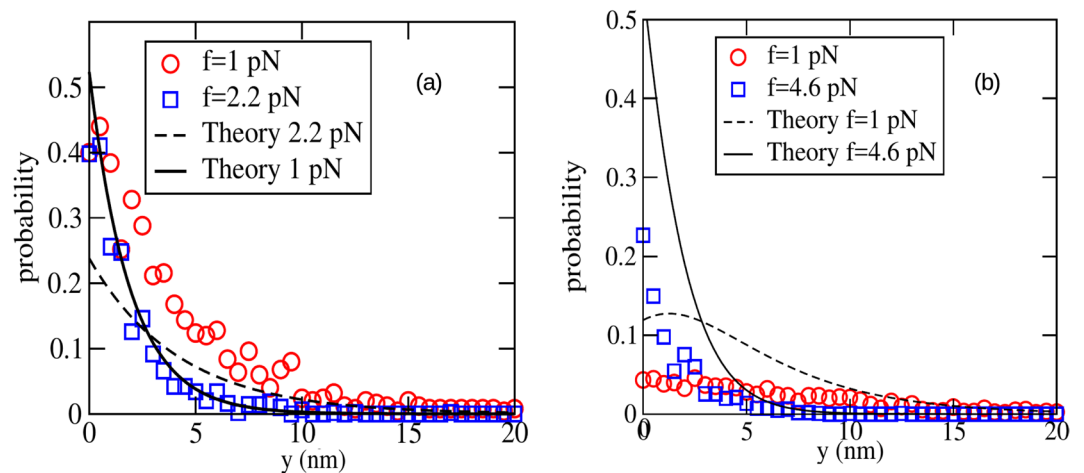 f=1 pN
f=2.2 pN
Theory 2.2 pN
Theory 1 pN
(a)
probability
0.5
0.4
0.3
0.2
0.1
0
0 5 10 15 20
y (nm)
f=1 pN
f=4.6 pN
Theory f=1 pN
Theory f=4.6 pN
(b)
probability
0.5
0.4
0.3
0.2
0.1
0
0 5 10 15 20
y (nm)